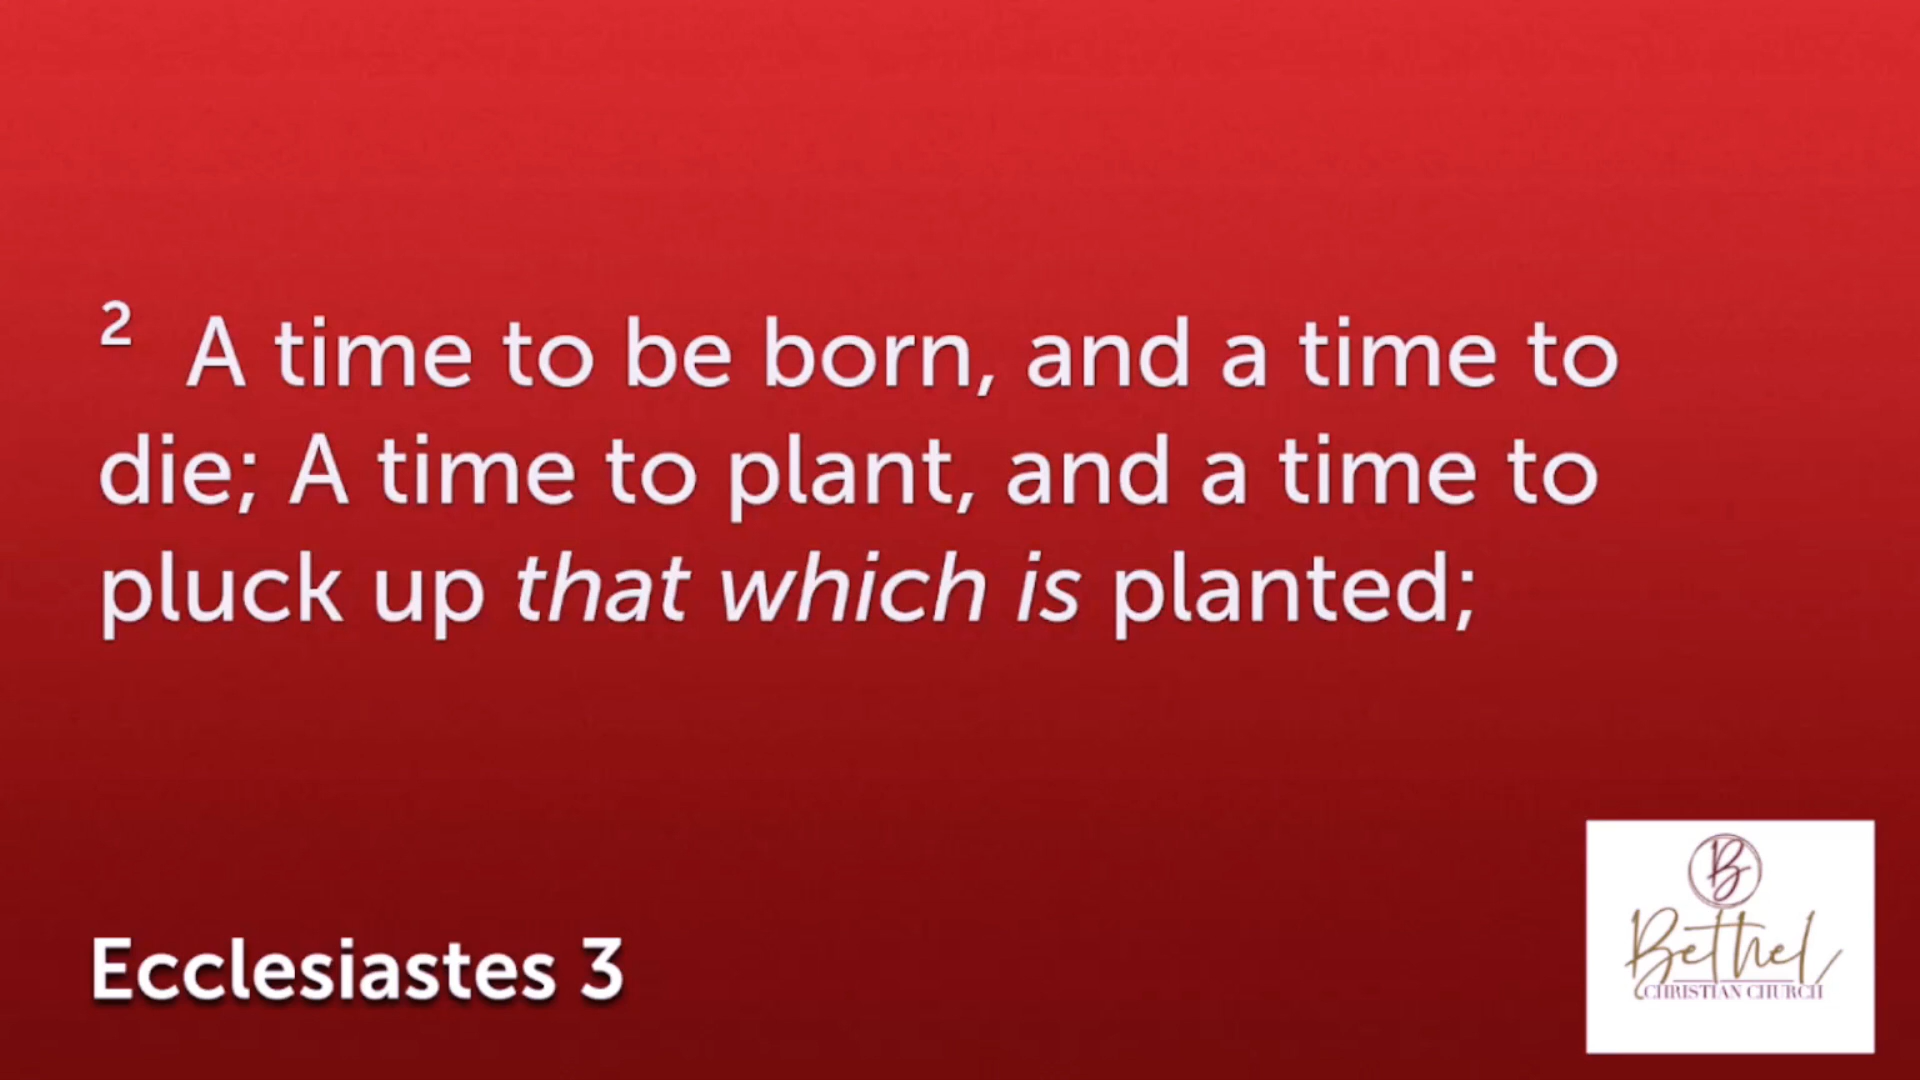 2 A time to be born, and a time to
die; A time to plant, and a time to
pluck up that which is planted;
Ecclesiastes 3
B
Bethel
CHRISTIAN CHURCH